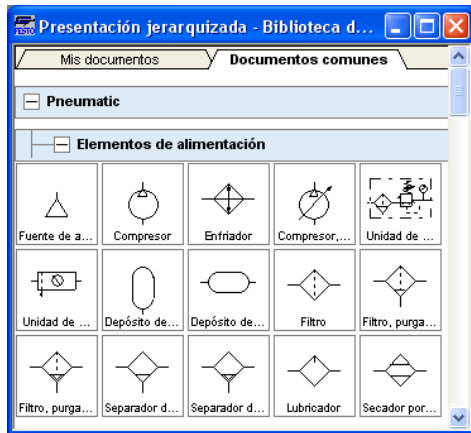 FESTO Presentación jerarquizada - Biblioteca d...
Mis documentos Documentos comunes
Pneumatic
Elementos de alimentación
Fuente de a... Compresor Enfriador Compresor,... Unidad de ...
Unidad de ... Depósito de... Depósito de... Filtro Filtro, purga...
Filtro, purga... Separador d... Separador d... Lubricador Secador por...